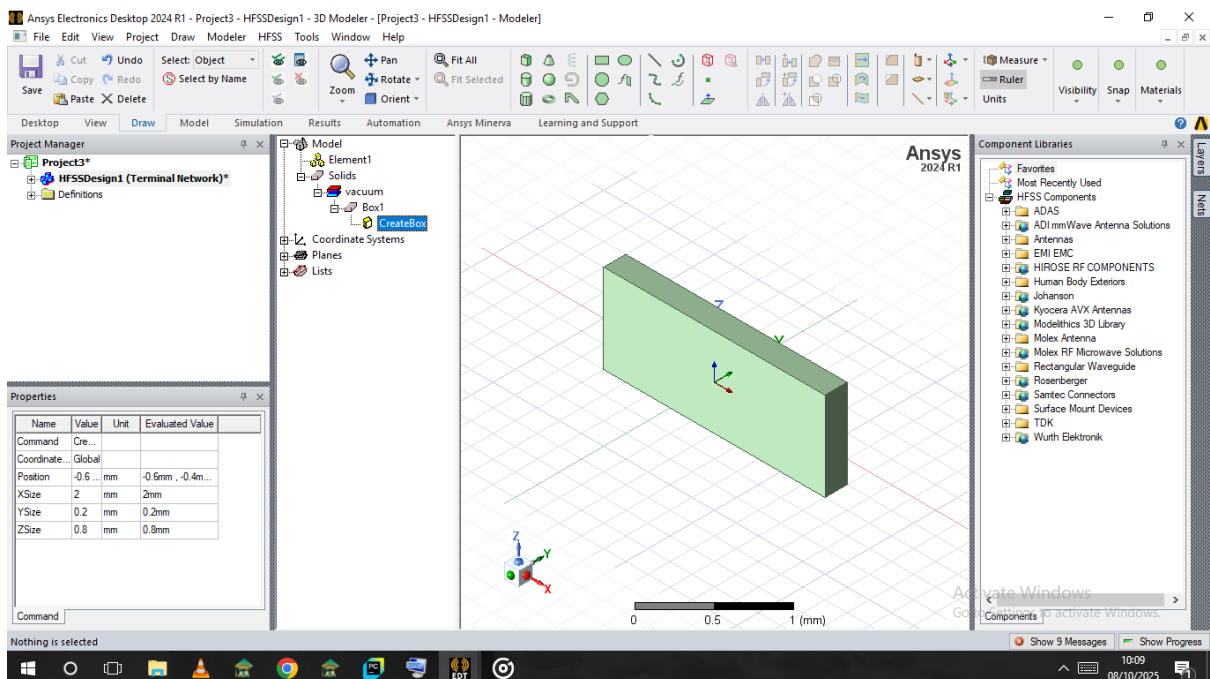 Ansys Electronics Desktop 2024 R1 - Project3 - HFSSDesign1 - 3D Modeler - [Project3 - HFSSDesign1 - Modeler]
File Edit View Project Draw Modeler HFSS Tools Window Help
Save
Cut
Copy
Paste
Undo
Redo
Delete
Select: Object
Select by Name
Zoom
Pan
Rotate
Orient
Fit All
Fit Selected
Measure
Ruler
Units
Visibility
Snap
Materials
Desktop View Draw Model Simulation Results Automation Ansys Minerva Learning and Support
Project Manager
Project3*
HFSSDesign1 (Terminal Network)*
Definitions
Properties
Name Value Unit Evaluated Value
Command Cre...
Coordinate... Global
Position -0.6 ... mm -0.6mm , -0.4m...
XSize 2 mm 2mm
YSize 0.2 mm 0.2mm
ZSize 0.8 mm 0.8mm
Command
Model
Element1
Solids
vacuum
Box1
CreateBox
Coordinate Systems
Planes
Lists
Ansys
2024 R1
Z
Y
Z
Y
X
0 0.5 1 (mm)
Component Libraries
Favorites
Most Recently Used
HFSS Components
ADAS
ADI mmWave Antenna Solutions
Antennas
EMI EMC
HIROSE RF COMPONENTS
Human Body Exteriors
Johanson
Kyocera AVX Antennas
Modelithics 3D Library
Molex Antenna
Molex RF Microwave Solutions
Rectangular Waveguide
Rosenberger
Samtec Connectors
Surface Mount Devices
TDK
Wurth Elektronik
Components
Layers
Nets
Activate Windows
Go to Settings to activate Windows.
Nothing is selected
Show 9 Messages
Show Progress
PC
EDT
10:09
08/10/2025
1